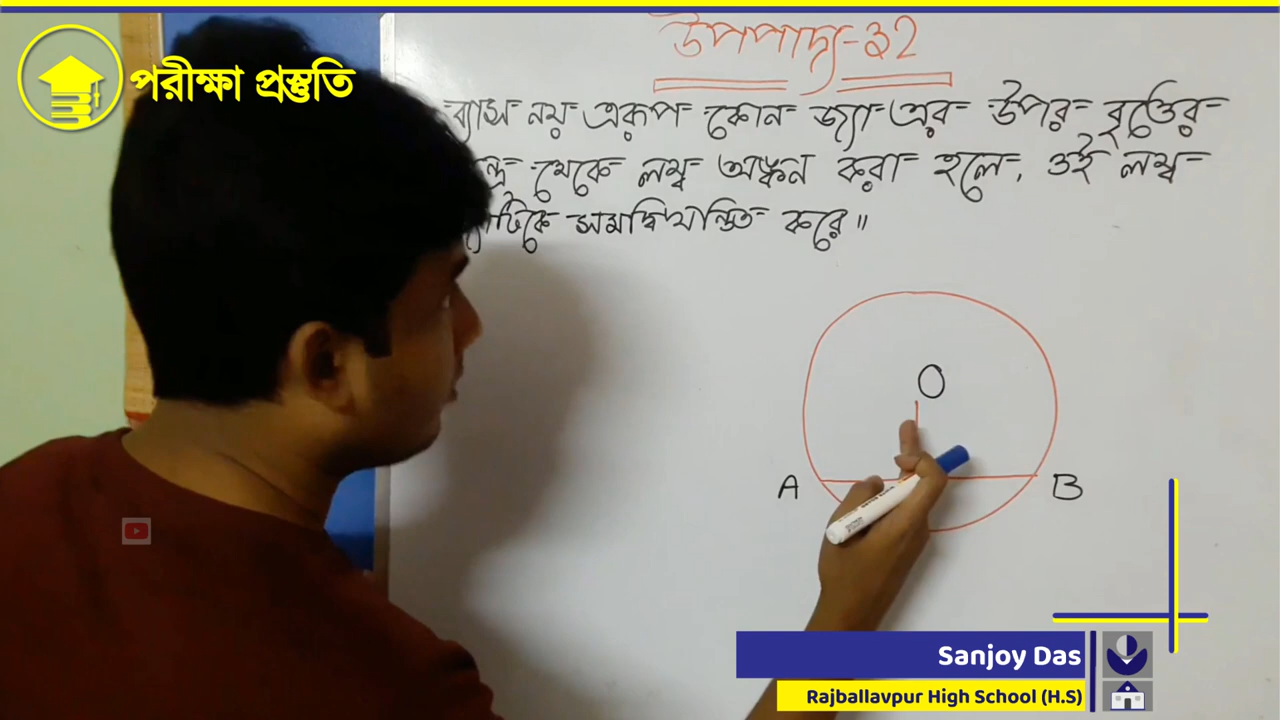 পরীক্ষা প্রস্তুতি
উপপাদ্য-৩২
ব্যাস নয় এরূপ কোন জ্যা এর উপর বৃত্তের
থেকে লম্ব অঙ্কন করা হলে, ওই লম্ব
সমদ্বিখন্ডিত করে॥
O
A B
Sanjoy Das
Rajballavpur High School (H.S)